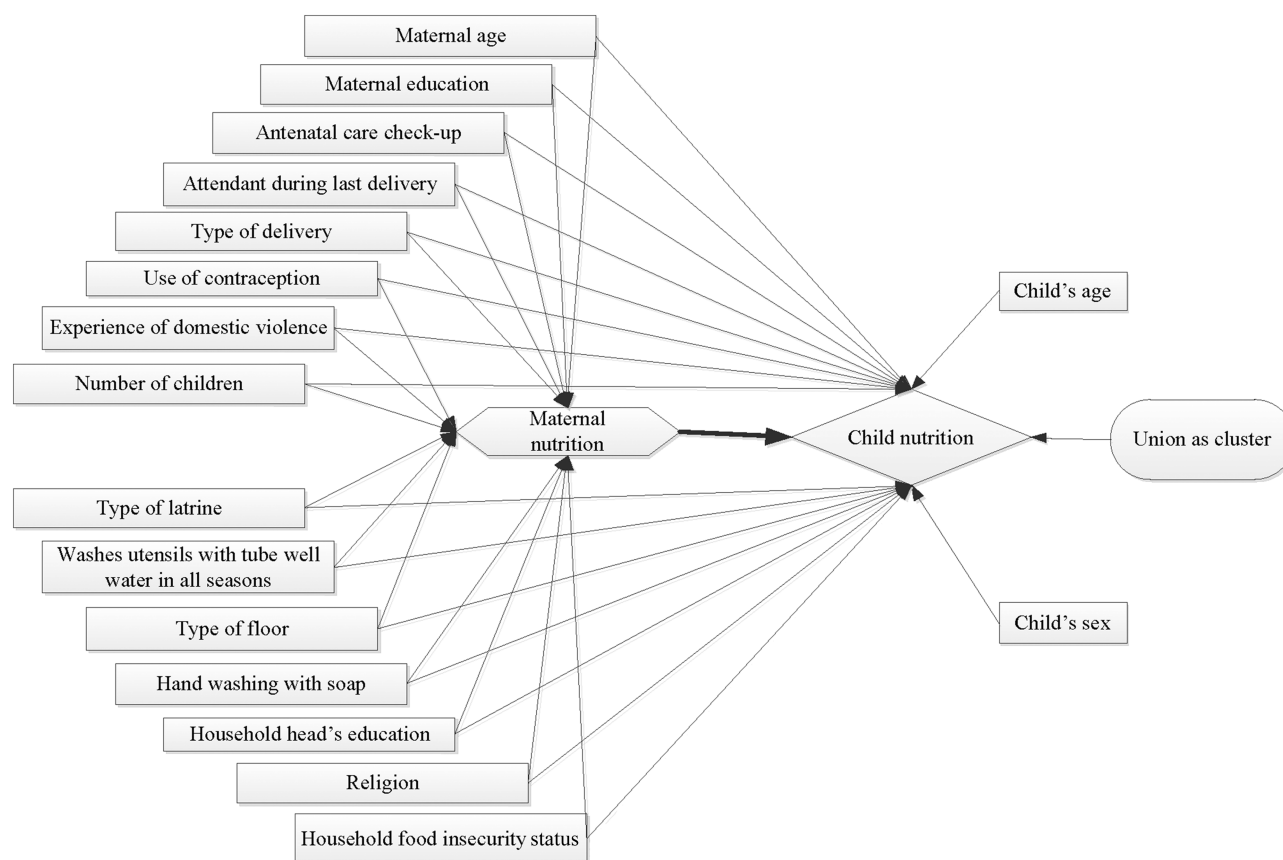 Maternal age
Maternal education
Antenatal care check-up
Attendant during last delivery
Type of delivery
Use of contraception
Experience of domestic violence
Number of children
Maternal
nutrition
Child nutrition
Child’s age
Union as cluster
Child’s sex
Type of latrine
Washes utensils with tube well
water in all seasons
Type of floor
Hand washing with soap
Household head’s education
Religion
Household food insecurity status